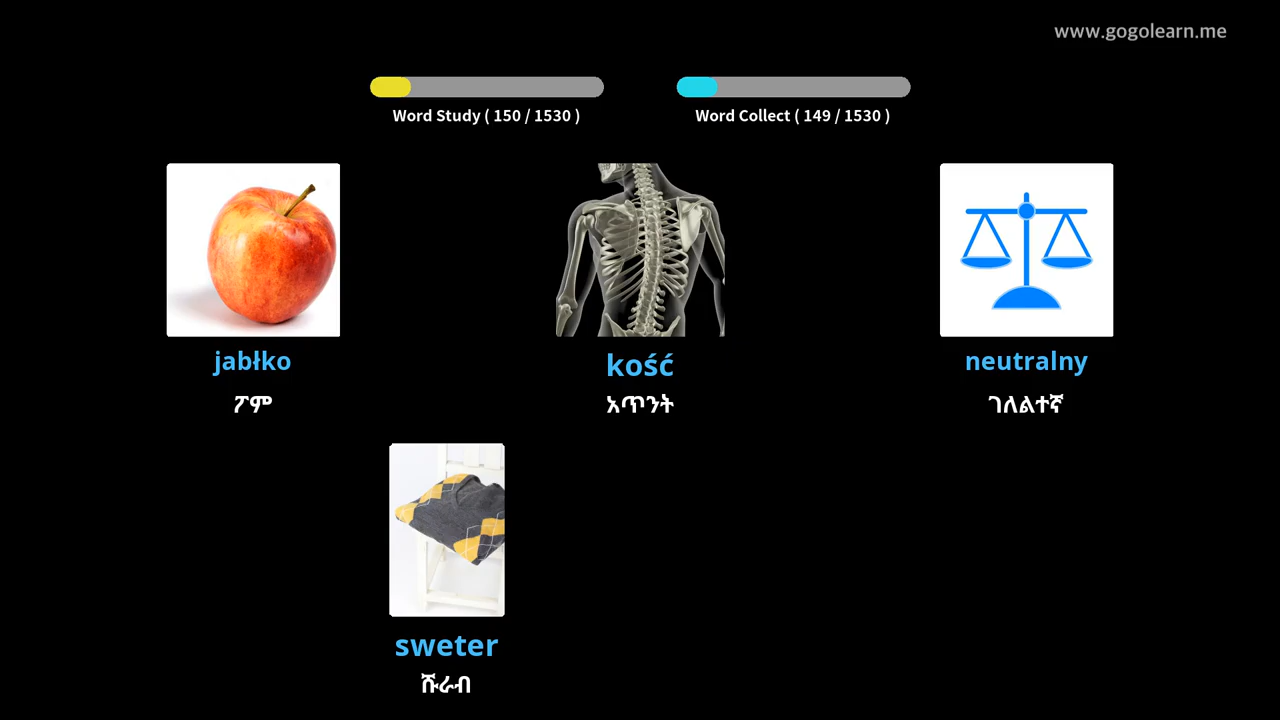 www.gogolearn.me
Word Study ( 150 / 1530 )
Word Collect ( 149 / 1530 )
jabłko
kość
neutralny
ፖም
አጥንት
ገለልተኛ
sweter
ሹራብ